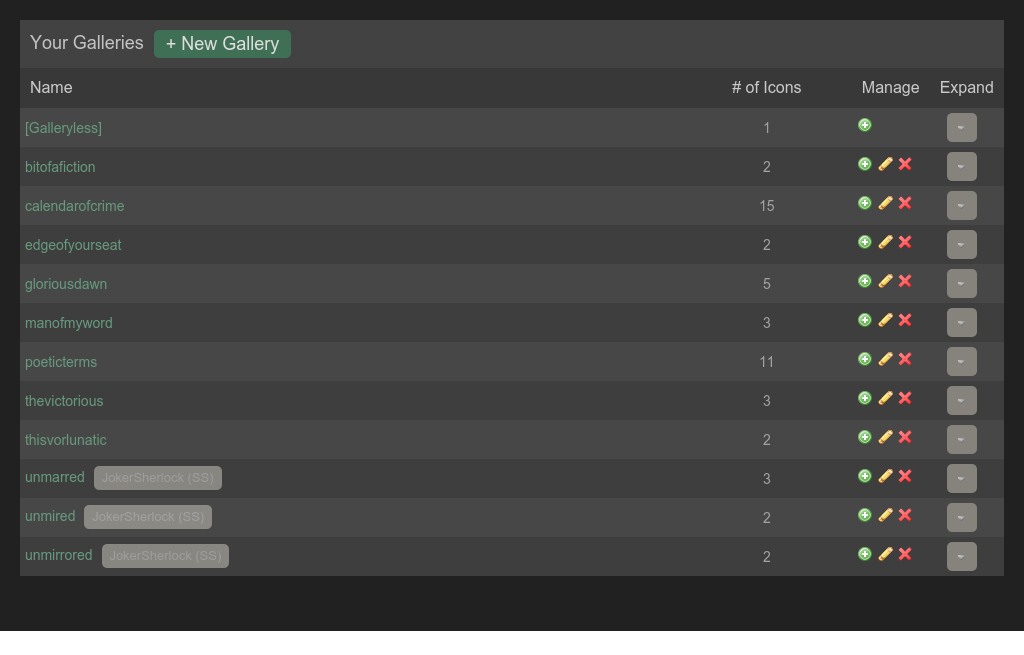 Your Galleries + New Gallery
Name # of Icons Manage Expand
[Galleryless] 1
bitofafiction 2
calendarofcrime 15
edgeofyourseat 2
gloriousdawn 5
manofmyword 3
poeticterms 11
thevictorious 3
thisvorlunatic 2
unmarred JokerSherlock (SS) 3
unmired JokerSherlock (SS) 2
unmirrored JokerSherlock (SS) 2